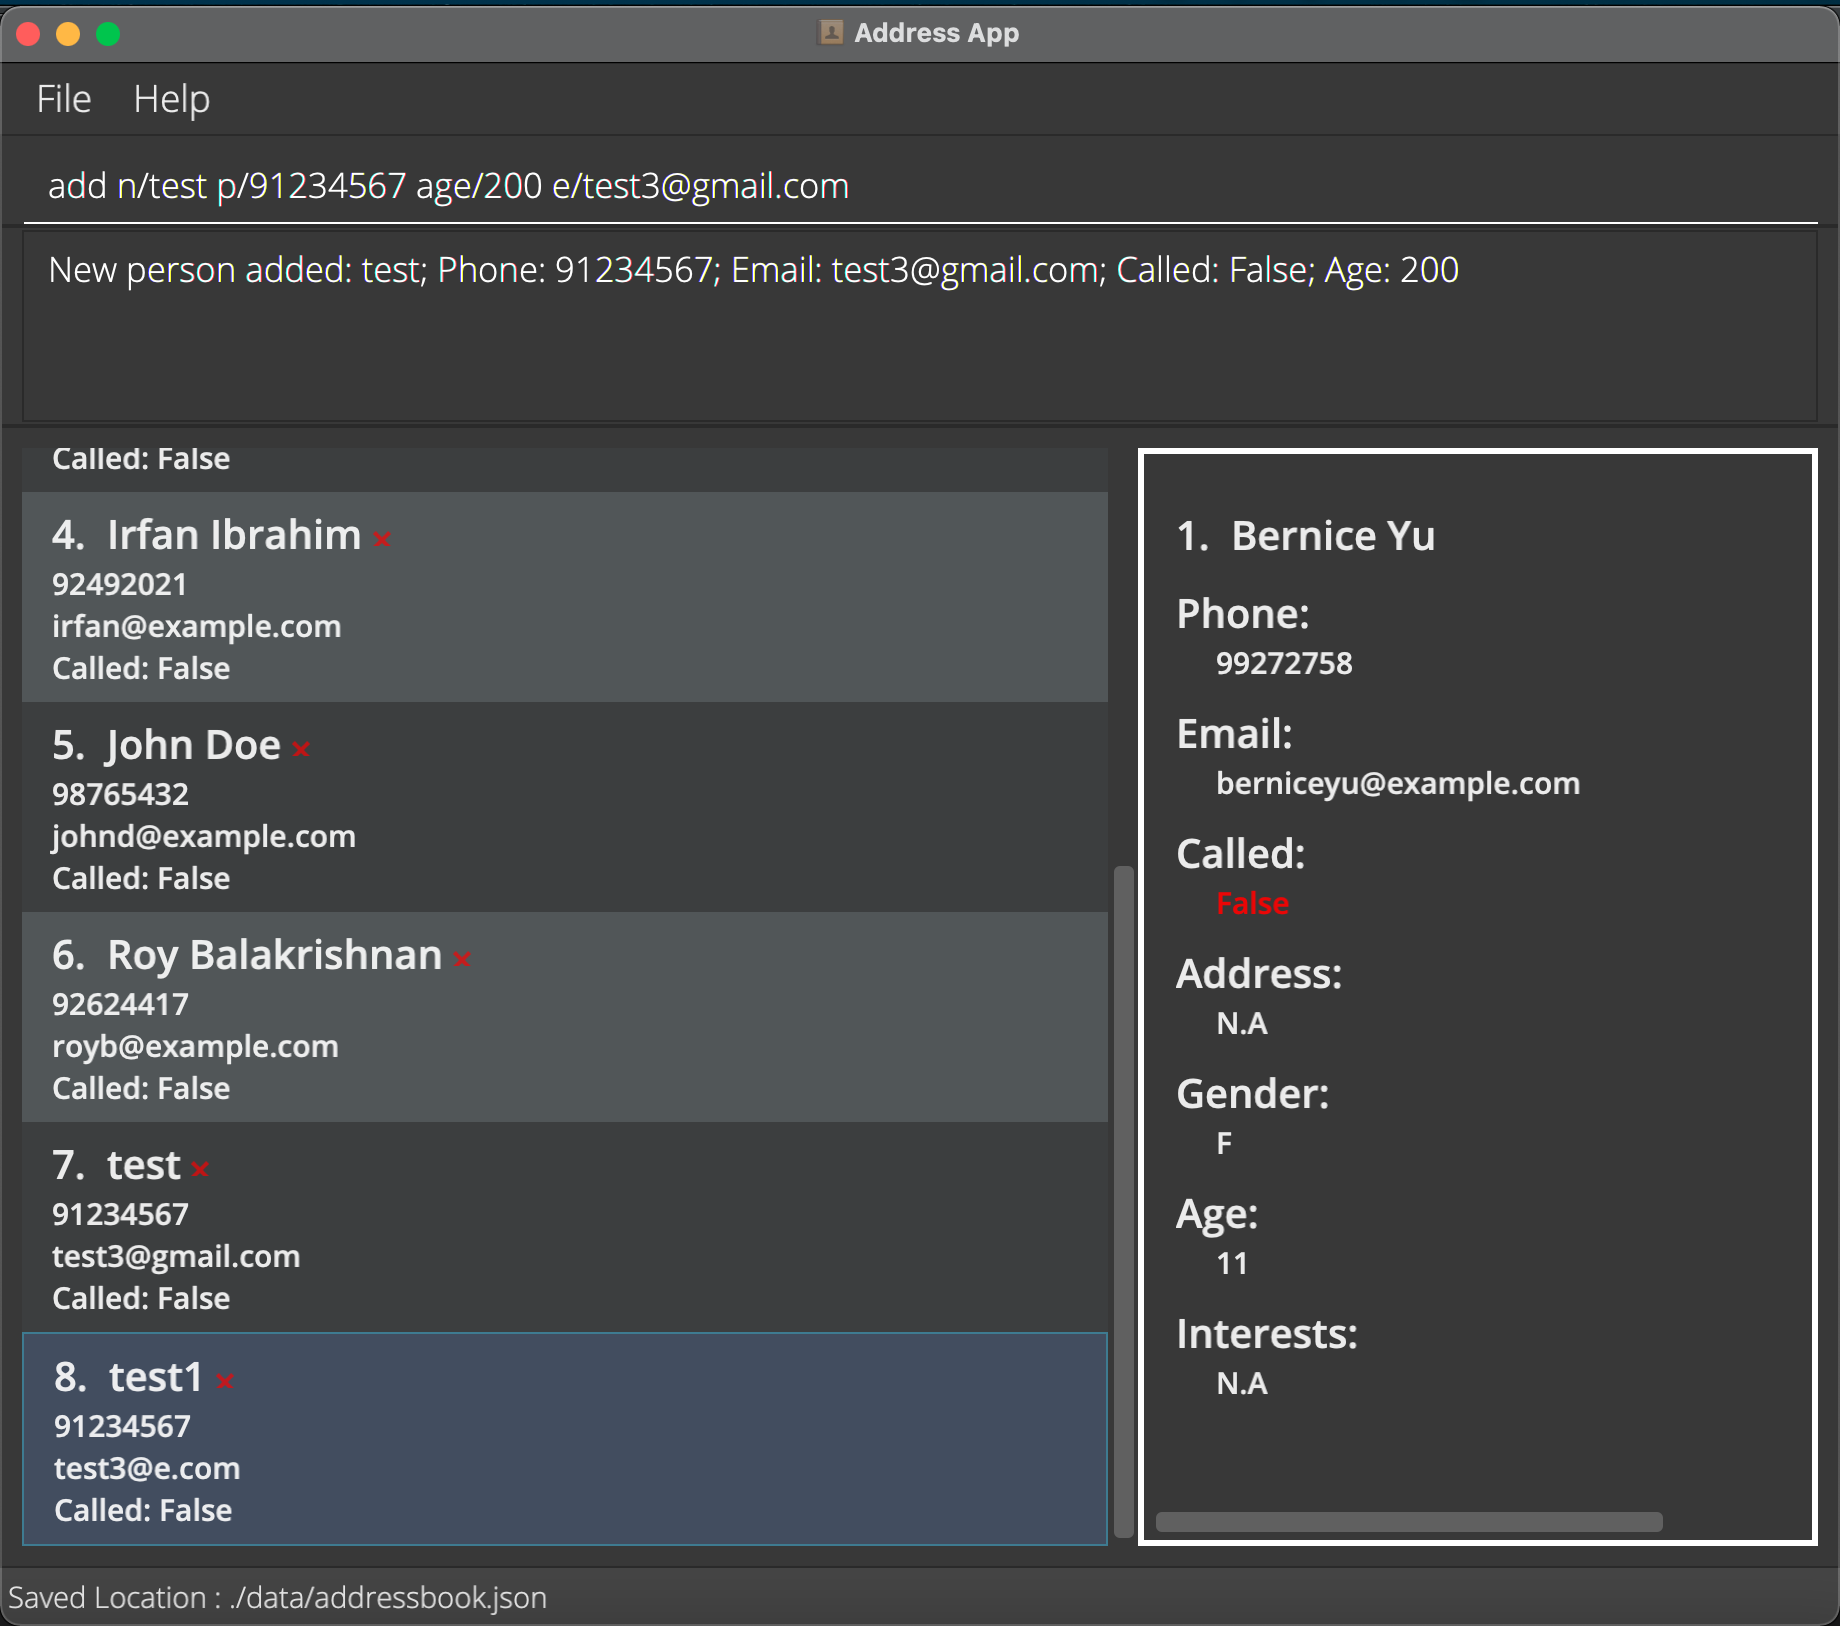 Address App
File Help
add n/test p/91234567 age/200 e/test3@gmail.com
New person added: test; Phone: 91234567; Email: test3@gmail.com; Called: False; Age: 200
Called: False
4. Irfan Ibrahim ×
92492021
irfan@example.com
Called: False
5. John Doe ×
98765432
johnd@example.com
Called: False
6. Roy Balakrishnan ×
92624417
royb@example.com
Called: False
7. test ×
91234567
test3@gmail.com
Called: False
8. test1 ×
91234567
test3@e.com
Called: False
1. Bernice Yu
Phone:
99272758
Email:
berniceyu@example.com
Called:
False
Address:
N.A
Gender:
F
Age:
11
Interests:
N.A
Saved Location : ./data/addressbook.json